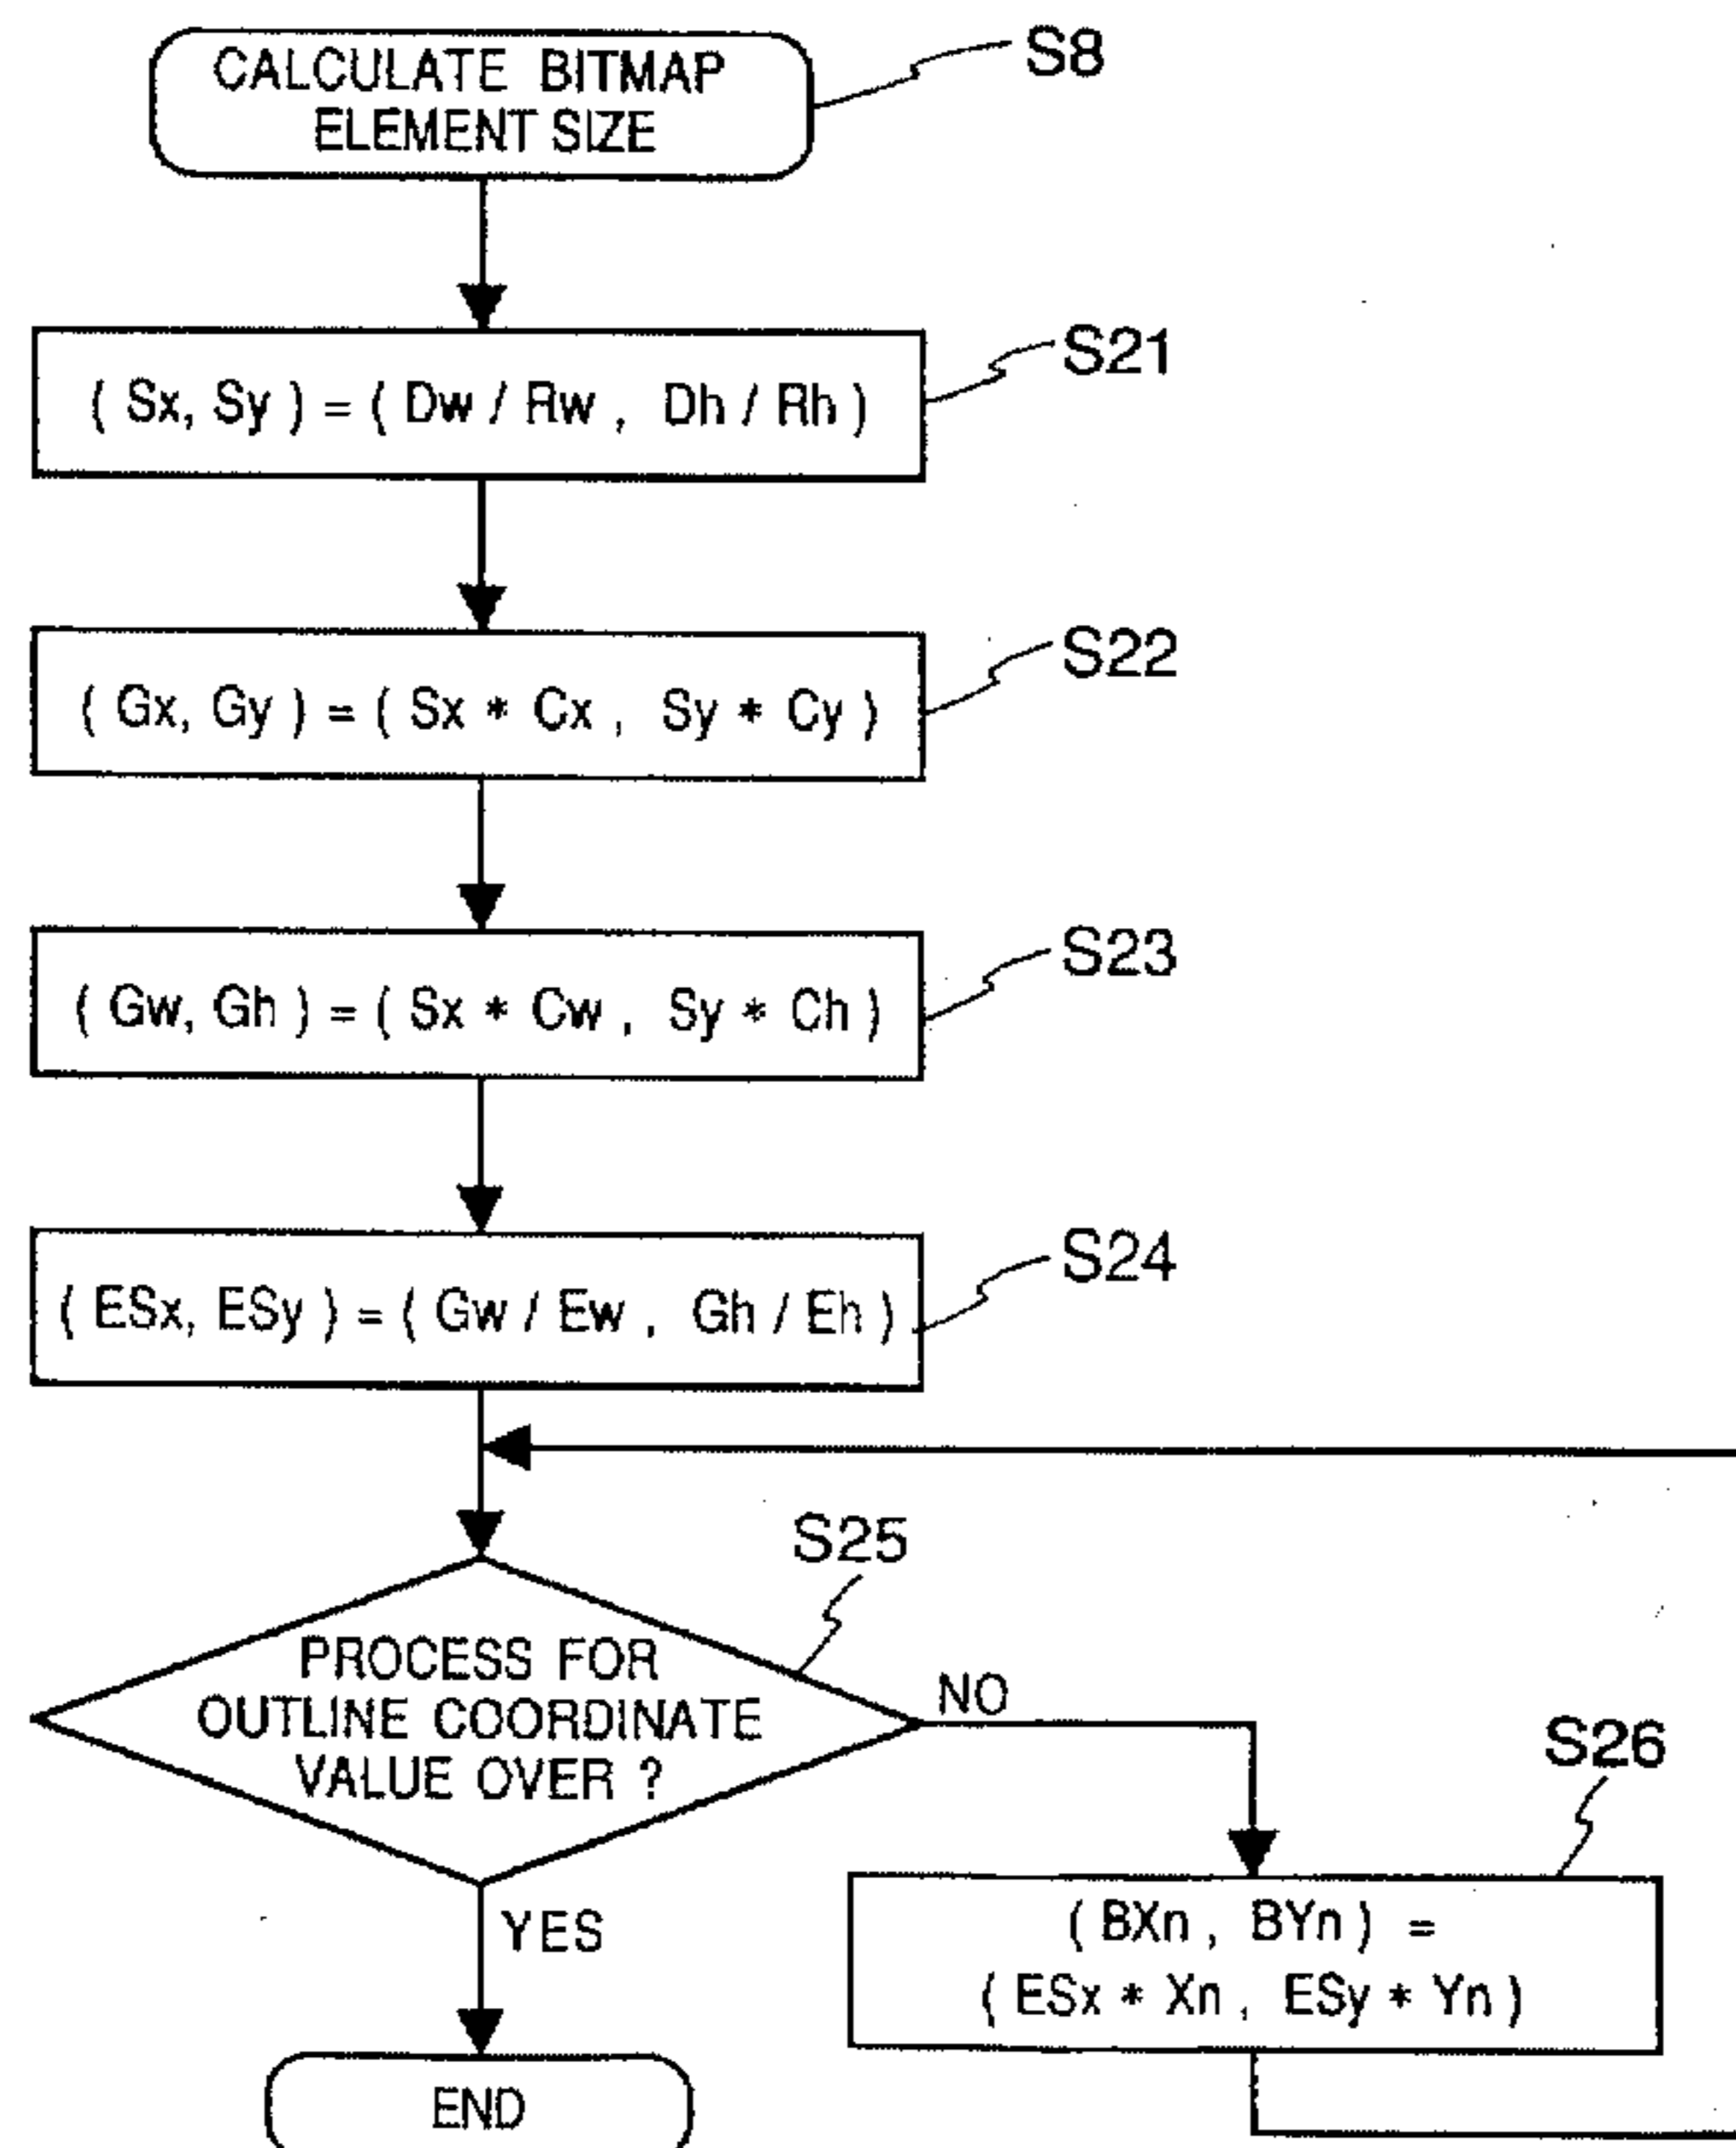 CALCULATE BITMAP
ELEMENT SIZE
S8
( Sx, Sy ) = ( Dw / Rw , Dh / Rh )
S21
( Gx, Gy ) = ( Sx * Cx , Sy * Cy )
S22
( Gw, Gh ) = ( Sx * Cw , Sy * Ch )
S23
( ESx, ESy ) = ( Gw / Ew , Gh / Eh )
S24
S25
PROCESS FOR
OUTLINE COORDINATE
VALUE OVER ?
NO
S26
( BXn , BYn ) =
( ESx * Xn , ESy * Yn )
YES
END